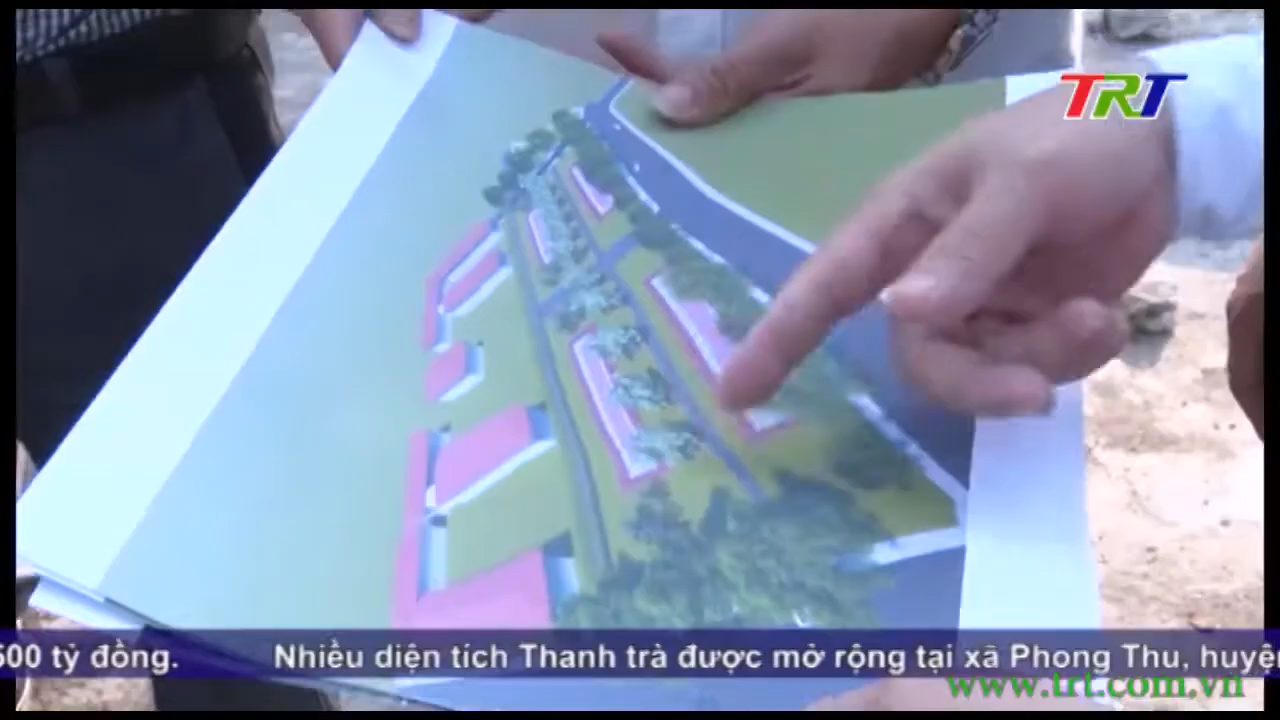 TRT
600 tỷ đồng. Nhiều diện tích Thanh trà được mở rộng tại xã Phong Thu, huyện
www.trt.com.vn